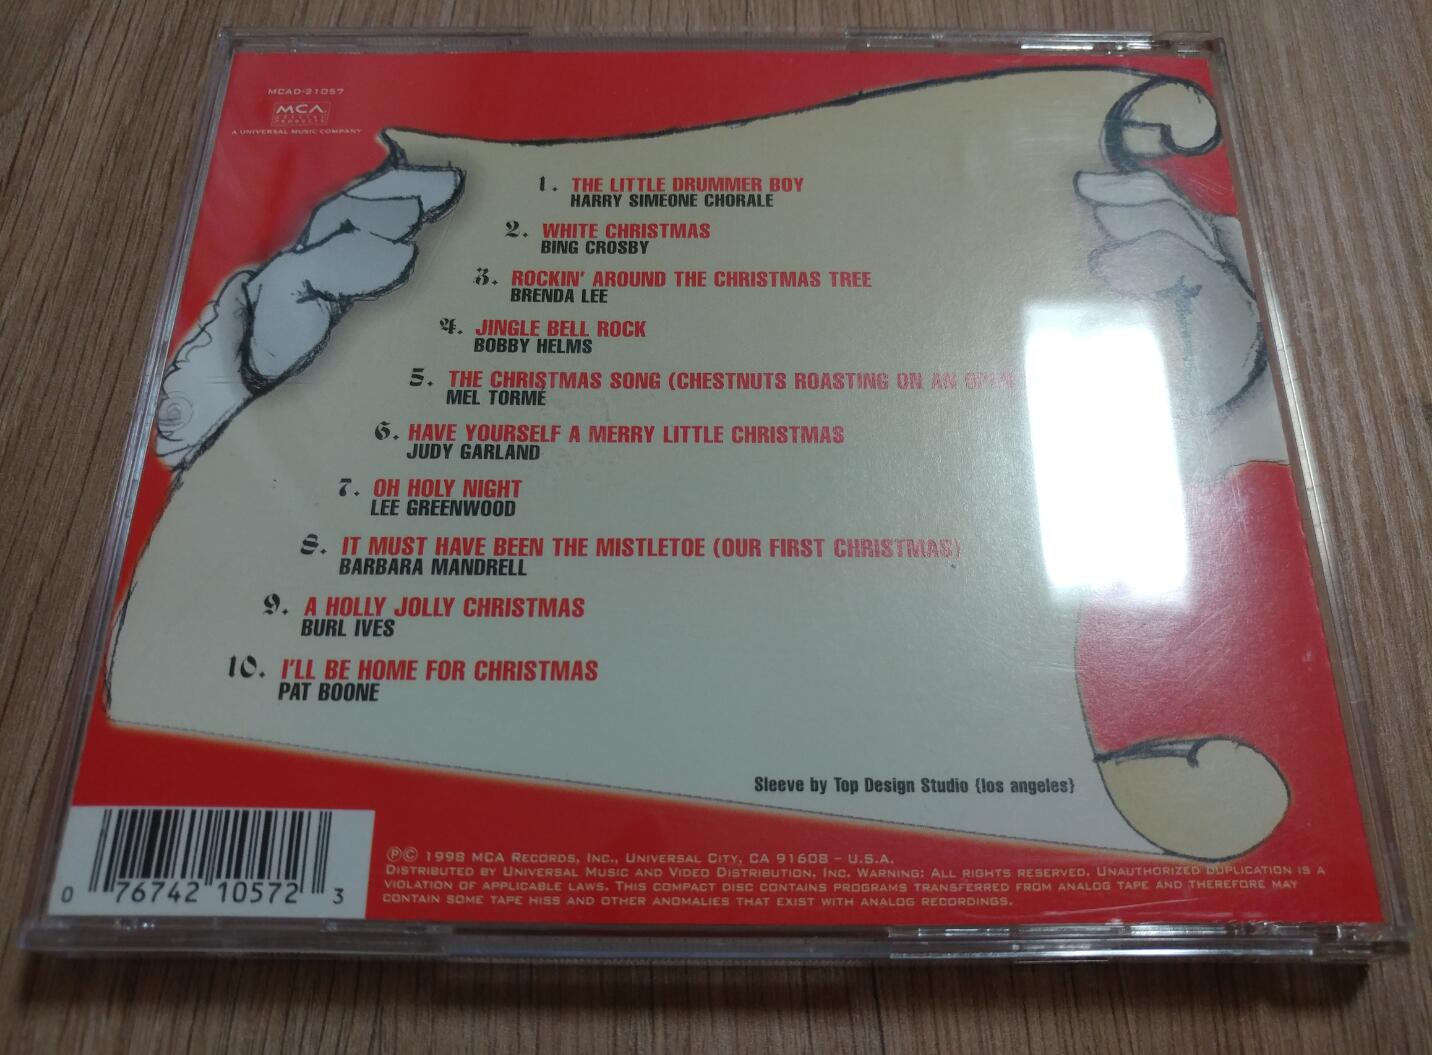 MCAD-21057
MCA
SPECIAL
PRODUCTS
A UNIVERSAL MUSIC COMPANY
1. THE LITTLE DRUMMER BOY
HARRY SIMEONE CHORALE
2. WHITE CHRISTMAS
BING CROSBY
3. ROCKIN' AROUND THE CHRISTMAS TREE
BRENDA LEE
4. JINGLE BELL ROCK
BOBBY HELMS
5. THE CHRISTMAS SONG (CHESTNUTS ROASTING ON AN OPEN
MEL TORMÉ
6. HAVE YOURSELF A MERRY LITTLE CHRISTMAS
JUDY GARLAND
7. OH HOLY NIGHT
LEE GREENWOOD
8. IT MUST HAVE BEEN THE MISTLETOE (OUR FIRST CHRISTMAS)
BARBARA MANDRELL
9. A HOLLY JOLLY CHRISTMAS
BURL IVES
10. I'LL BE HOME FOR CHRISTMAS
PAT BOONE
Sleeve by Top Design Studio {los angeles}
0 76742 10572 3
℗© 1998 MCA RECORDS, INC., UNIVERSAL CITY, CA 91608 - U.S.A.
DISTRIBUTED BY UNIVERSAL MUSIC AND VIDEO DISTRIBUTION, INC. WARNING: ALL RIGHTS RESERVED. UNAUTHORIZED DUPLICATION IS A
VIOLATION OF APPLICABLE LAWS. THIS COMPACT DISC CONTAINS PROGRAMS TRANSFERRED FROM ANALOG TAPE AND THEREFORE MAY
CONTAIN SOME TAPE HISS AND OTHER ANOMALIES THAT EXIST WITH ANALOG RECORDINGS.